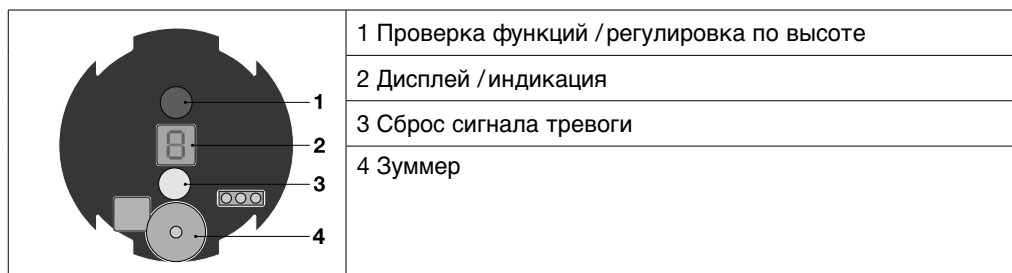 1 Проверка функций / регулировка по высоте
1
2 Дисплей / индикация
2
3 Сброс сигнала тревоги
3
4 Зуммер
4